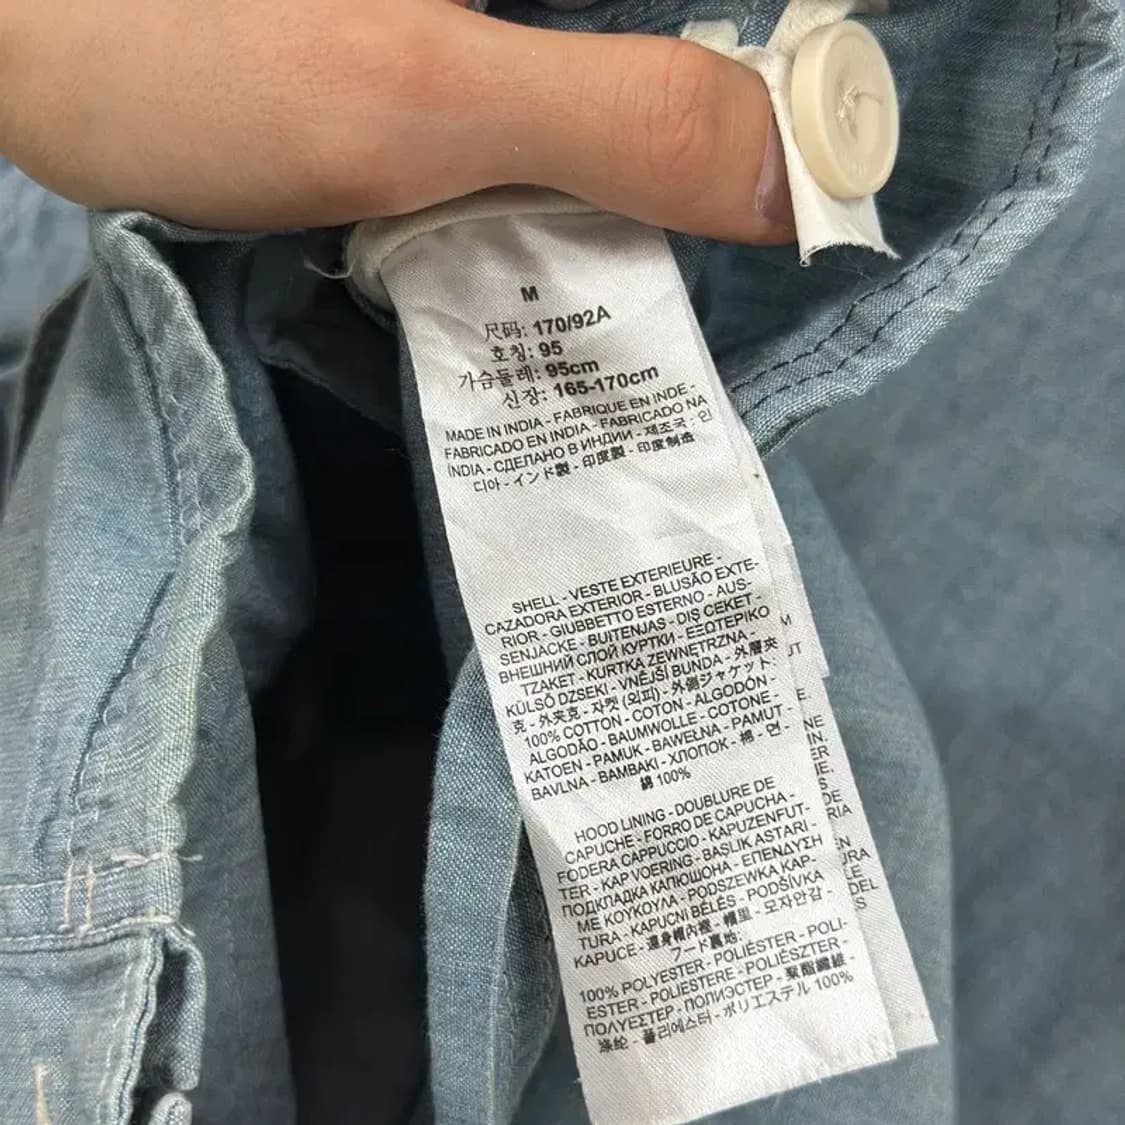 M
尺码: 170/92A
호칭: 95
가슴둘레: 95cm
신장: 165-170cm
MADE IN INDIA - FABRIQUE EN INDE -
FABRICADO EN INDIA - FABRICADO NA
ÍNDIA - СДЕЛАНО В ИНДИИ - 제조국 : 인
디아 - インド製 - 印度製 - 印度制造
SHELL - VESTE EXTERIEURE -
CAZADORA EXTERIOR - BLUSÃO EXTE-
RIOR - GIUBBETTO ESTERNO - AUS-
SENJACKE - BUITENJAS - DIŞ CEKET -
ВНЕШНИЙ СЛОЙ КУРТКИ - ΕΞΩΤΕΡΙΚΟ
ΤΖΑΚΕΤ - KURTKA ZEWNĘTRZNA -
KÜLSŐ DZSEKI - VNĚJŠÍ BUNDA - 外層夾
克 - 外夹克 - 자켓 (외피) - 外側ジャケット:
100% COTTON - COTON - ALGODÓN -
ALGODÃO - BAUMWOLLE - COTONE -
KATOEN - PAMUK - BAWEŁNA - PAMUT -
BAVLNA - ΒΑΜΒΑΚΙ - ХЛОПОК - 棉 - 면 -
綿 100%
HOOD LINING - DOUBLURE DE
CAPUCHE - FORRO DE CAPUCHA -
FODERA CAPPUCCIO - KAPUZENFUT-
TER - KAP VOERING - BAŞLIK ASTARI -
ПОДКЛАДКА КАПЮШОНА - ΕΠΕΝΔΥΣΗ
ΜΕ ΚΟΥΚΟΥΛΑ - PODSZEWKA KAP-
TURA - KAPUCNI BÉLÉS - PODŠÍVKA
KAPUCE - 連身帽內裡 - 帽里 - 모자안감 -
フード裏地:
100% POLYESTER - POLIÉSTER - POLI-
ESTER - POLIESTERE - POLIÉSZTER -
ΠΟΛΥΕΣΤΕΡ - ПОЛИЭСТЕР - 聚酯纖維 -
涤纶 - 폴리에스터 - ポリエステル 100%